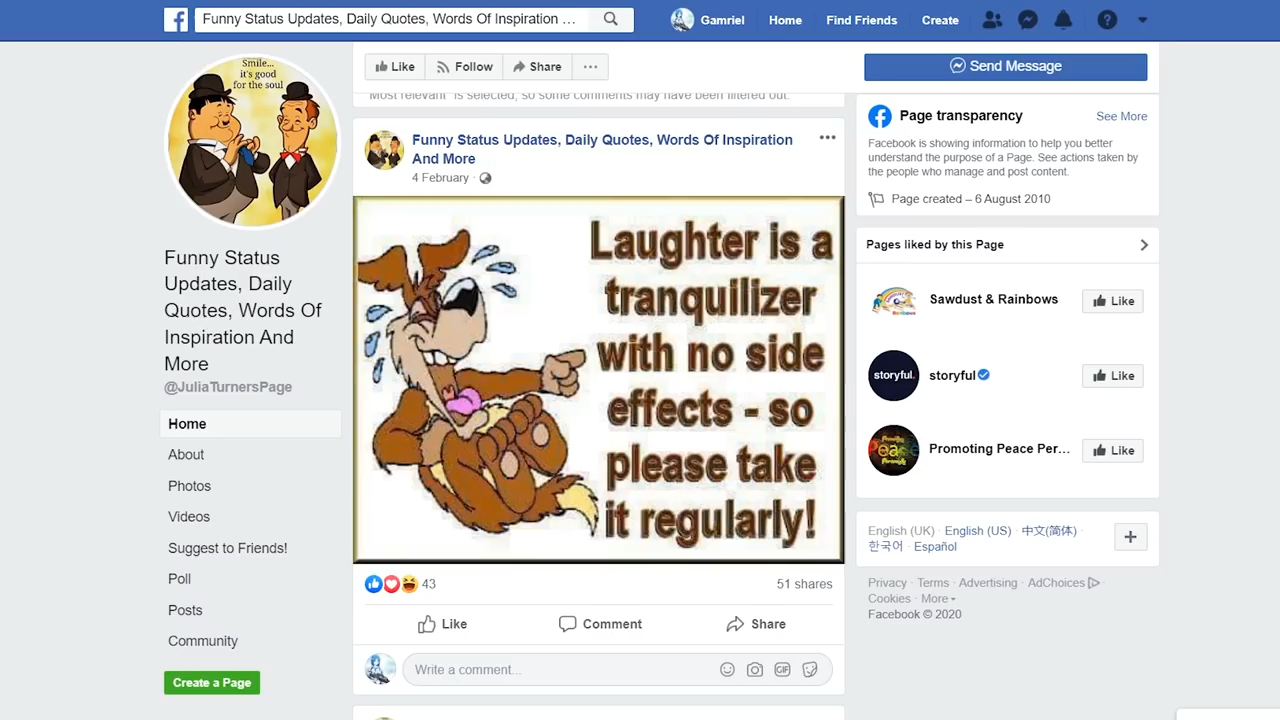 Funny Status Updates, Daily Quotes, Words Of Inspiration ...
Gamriel
Home
Find Friends
Create
Smile...
it's good
for the soul
Funny Status
Updates, Daily
Quotes, Words Of
Inspiration And
More
@JuliaTurnersPage
Home
About
Photos
Videos
Suggest to Friends!
Poll
Posts
Community
Create a Page
Like
Follow
Share
Most relevant is selected, so some comments may have been filtered out.
Funny Status Updates, Daily Quotes, Words Of Inspiration
And More
4 February ·
Laughter is a
tranquilizer
with no side
effects - so
please take
it regularly!
43
51 shares
Like
Comment
Share
Write a comment...
GIF
Send Message
Page transparency
See More
Facebook is showing information to help you better
understand the purpose of a Page. See actions taken by
the people who manage and post content.
Page created – 6 August 2010
Pages liked by this Page
Sawdust & Rainbows
Like
storyful.
storyful
Like
Peace
Promoting Peace Per...
Like
English (UK) · English (US) · 中文(简体) ·
한국어 · Español
Privacy · Terms · Advertising · AdChoices ·
Cookies · More
Facebook © 2020